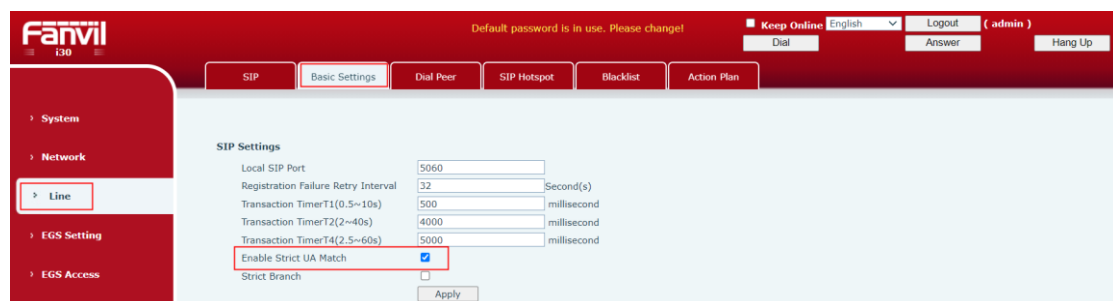 Fanvil
i30
Default password is in use. Please change!
Keep Online English Logout ( admin )
Dial Answer Hang Up
SIP Basic Settings Dial Peer SIP Hotspot Blacklist Action Plan
› System
› Network
› Line
› EGS Setting
› EGS Access
SIP Settings
Local SIP Port 5060
Registration Failure Retry Interval 32 Second(s)
Transaction TimerT1(0.5~10s) 500 millisecond
Transaction TimerT2(2~40s) 4000 millisecond
Transaction TimerT4(2.5~60s) 5000 millisecond
Enable Strict UA Match
Strict Branch
Apply